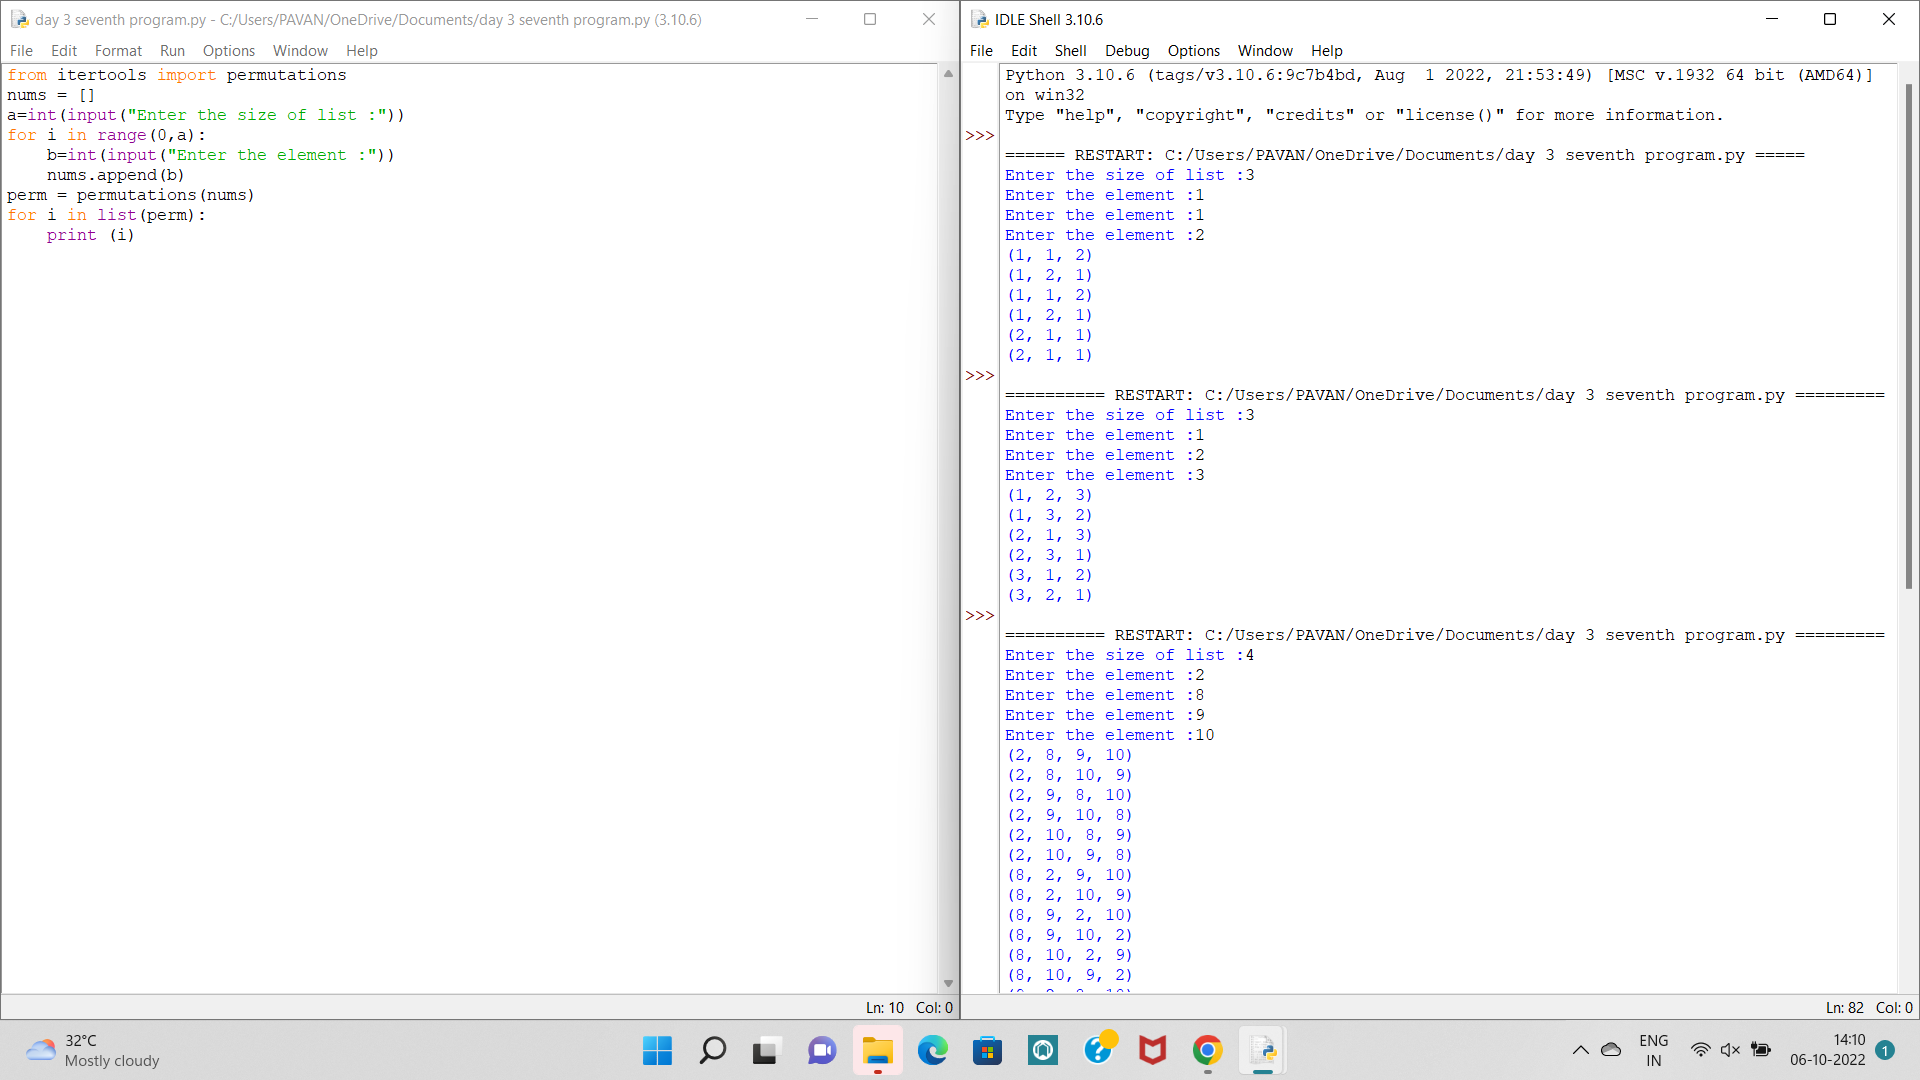 day 3 seventh program.py - C:/Users/PAVAN/OneDrive/Documents/day 3 seventh program.py (3.10.6)
File Edit Format Run Options Window Help
from itertools import permutations
nums = []
a=int(input("Enter the size of list :"))
for i in range(0,a):
    b=int(input("Enter the element :"))
    nums.append(b)
perm = permutations(nums)
for i in list(perm):
    print (i)
Ln: 10 Col: 0
IDLE Shell 3.10.6
File Edit Shell Debug Options Window Help
Python 3.10.6 (tags/v3.10.6:9c7b4bd, Aug  1 2022, 21:53:49) [MSC v.1932 64 bit (AMD64)]
on win32
Type "help", "copyright", "credits" or "license()" for more information.
>>>
====== RESTART: C:/Users/PAVAN/OneDrive/Documents/day 3 seventh program.py =====
Enter the size of list :3
Enter the element :1
Enter the element :1
Enter the element :2
(1, 1, 2)
(1, 2, 1)
(1, 1, 2)
(1, 2, 1)
(2, 1, 1)
(2, 1, 1)
>>>
========== RESTART: C:/Users/PAVAN/OneDrive/Documents/day 3 seventh program.py =========
Enter the size of list :3
Enter the element :1
Enter the element :2
Enter the element :3
(1, 2, 3)
(1, 3, 2)
(2, 1, 3)
(2, 3, 1)
(3, 1, 2)
(3, 2, 1)
>>>
========== RESTART: C:/Users/PAVAN/OneDrive/Documents/day 3 seventh program.py =========
Enter the size of list :4
Enter the element :2
Enter the element :8
Enter the element :9
Enter the element :10
(2, 8, 9, 10)
(2, 8, 10, 9)
(2, 9, 8, 10)
(2, 9, 10, 8)
(2, 10, 8, 9)
(2, 10, 9, 8)
(8, 2, 9, 10)
(8, 2, 10, 9)
(8, 9, 2, 10)
(8, 9, 10, 2)
(8, 10, 2, 9)
(8, 10, 9, 2)
Ln: 82 Col: 0
32°C
Mostly cloudy
ENG
IN
14:10
06-10-2022
1